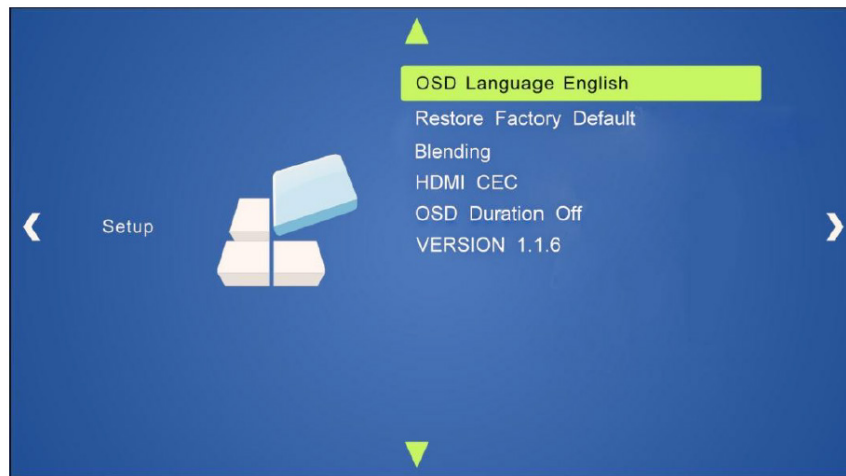 Setup
OSD Language English
Restore Factory Default
Blending
HDMI CEC
OSD Duration Off
VERSION 1.1.6